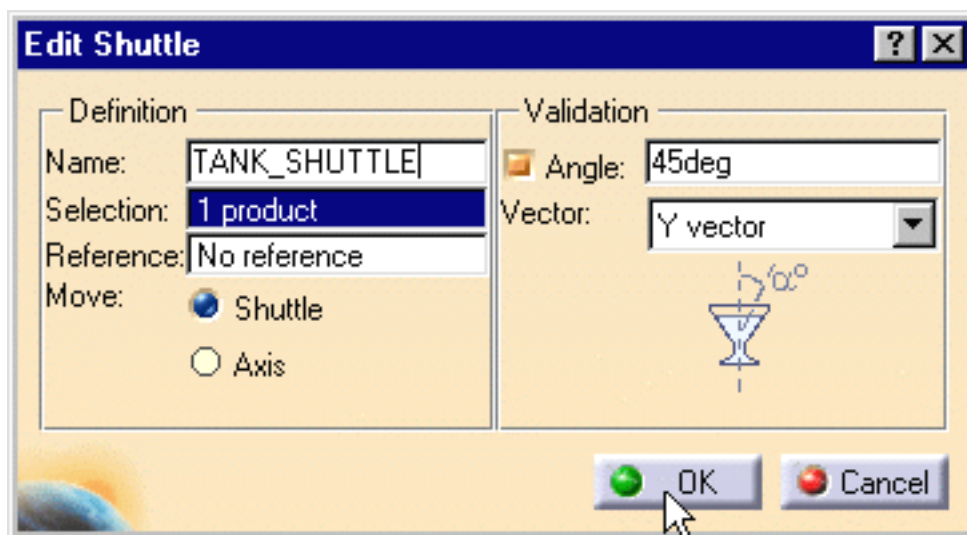 Edit Shuttle
Definition
Name: TANK_SHUTTLE
Selection: 1 product
Reference: No reference
Move: Shuttle
Axis
Validation
Angle: 45deg
Vector: Y vector
α°
OK Cancel